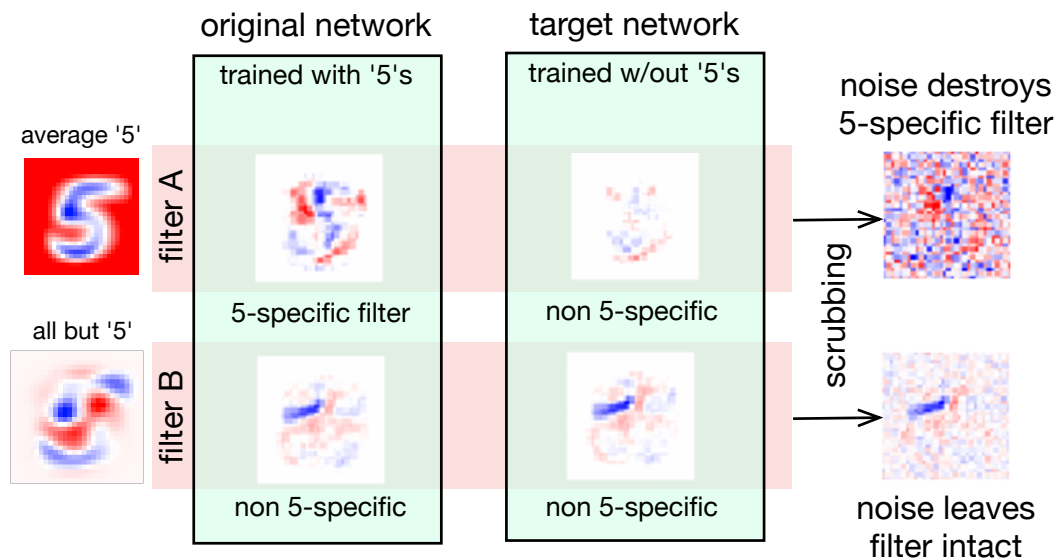 original network
target network
trained with '5's
trained w/out '5's
noise destroys
5-specific filter
average '5'
filter A
5-specific filter
non 5-specific
scrubbing
all but '5'
filter B
non 5-specific
non 5-specific
noise leaves
filter intact